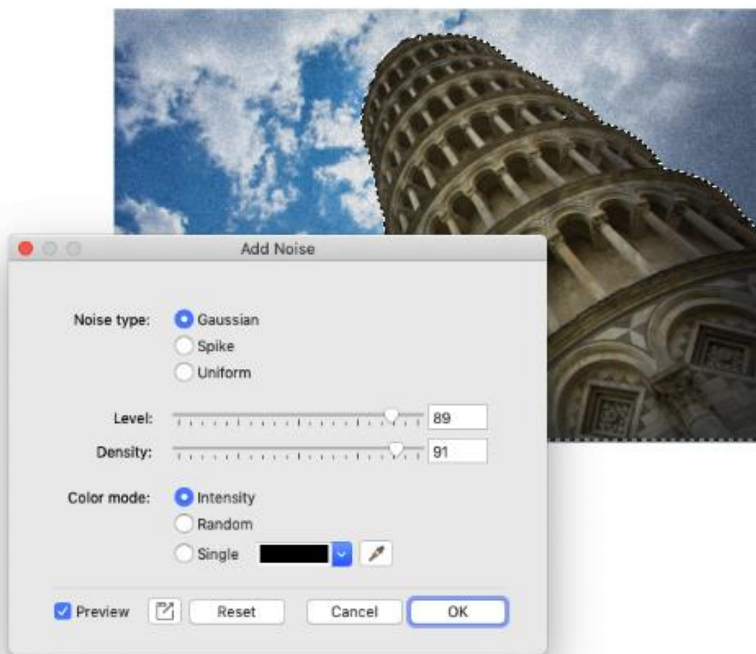 Add Noise
Noise type: Gaussian
Spike
Uniform
Level: 89
Density: 91
Color mode: Intensity
Random
Single
Preview Reset Cancel OK